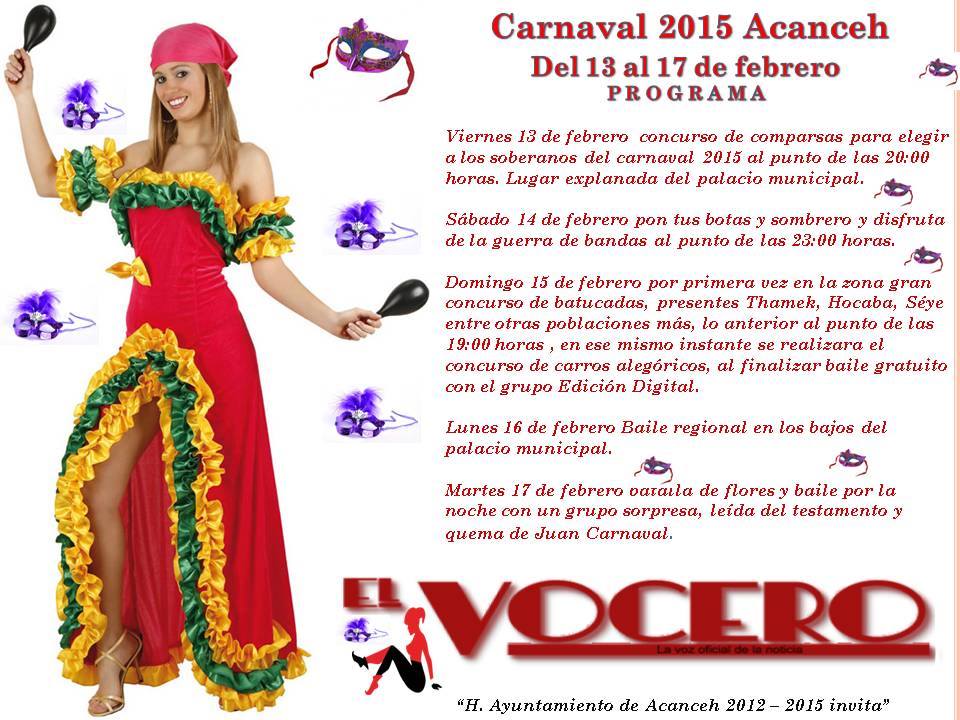 Carnaval 2015 Acanceh
Del 13 al 17 de febrero
PROGRAMA
Viernes 13 de febrero concurso de comparsas para elegir
a los soberanos del carnaval 2015 al punto de las 20:00
horas. Lugar explanada del palacio municipal.
Sábado 14 de febrero pon tus botas y sombrero y disfruta
de la guerra de bandas al punto de las 23:00 horas.
Domingo 15 de febrero por primera vez en la zona gran
concurso de batucadas, presentes Thamek, Hocaba, Séye
entre otras poblaciones más, lo anterior al punto de las
19:00 horas , en ese mismo instante se realizara el
concurso de carros alegóricos, al finalizar baile gratuito
con el grupo Edición Digital.
Lunes 16 de febrero Baile regional en los bajos del
palacio municipal.
Martes 17 de febrero batalla de flores y baile por la
noche con un grupo sorpresa, leída del testamento y
quema de Juan Carnaval.
EL VOCERO
La voz oficial de la noticia
“H. Ayuntamiento de Acanceh 2012 – 2015 invita”